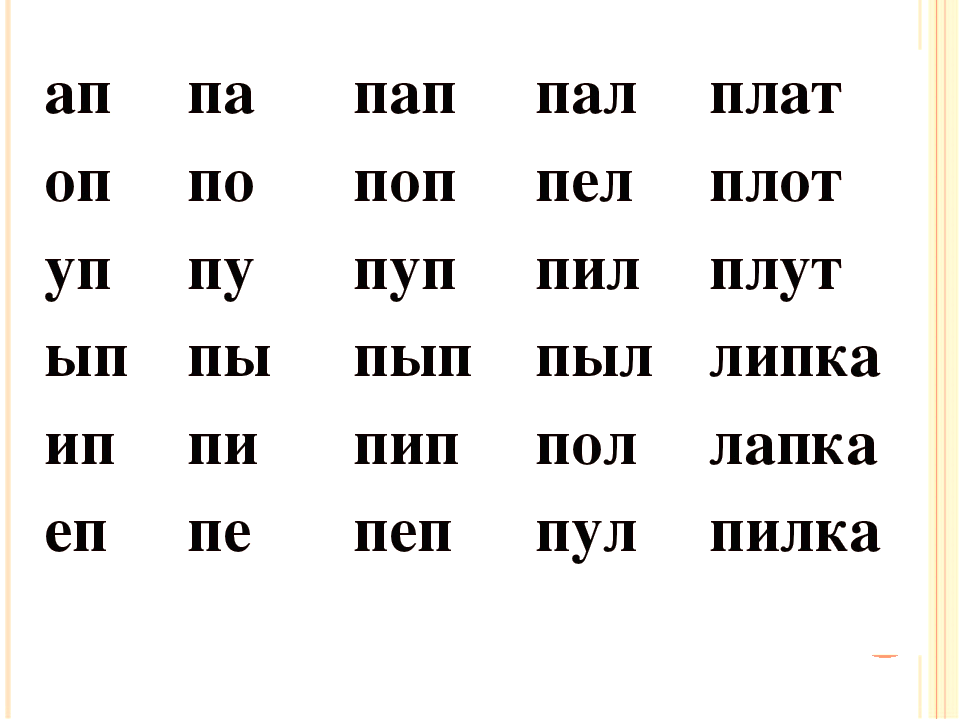 ап па пап пал плат
оп по поп пел плот
уп пу пуп пил плут
ып пы пып пыл липка
ип пи пип пол лапка
еп пе пеп пул пилка